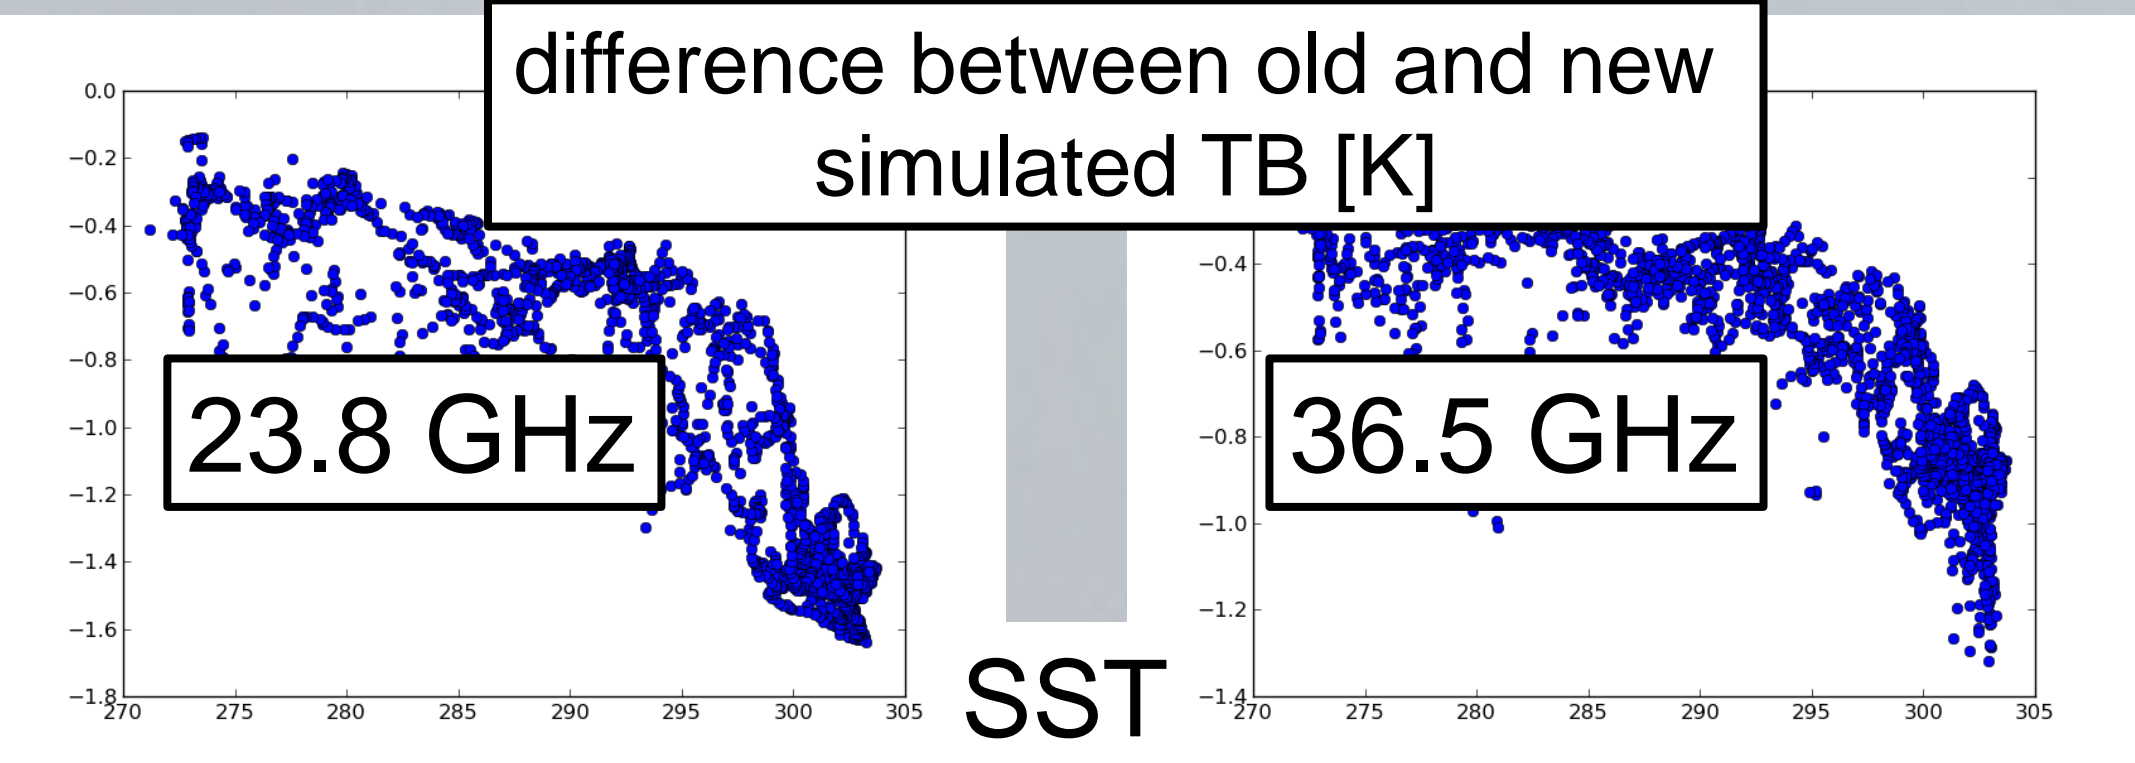 difference between old and new
simulated TB [K]
0.0
−0.2
−0.4
−0.6
−0.8
−1.0
−1.2
−1.4
−1.6
−1.8
270 275 280 285 290 295 300 305
23.8 GHz
SST
−0.4
−0.6
−0.8
−1.0
−1.2
−1.4
270 275 280 285 290 295 300 305
36.5 GHz